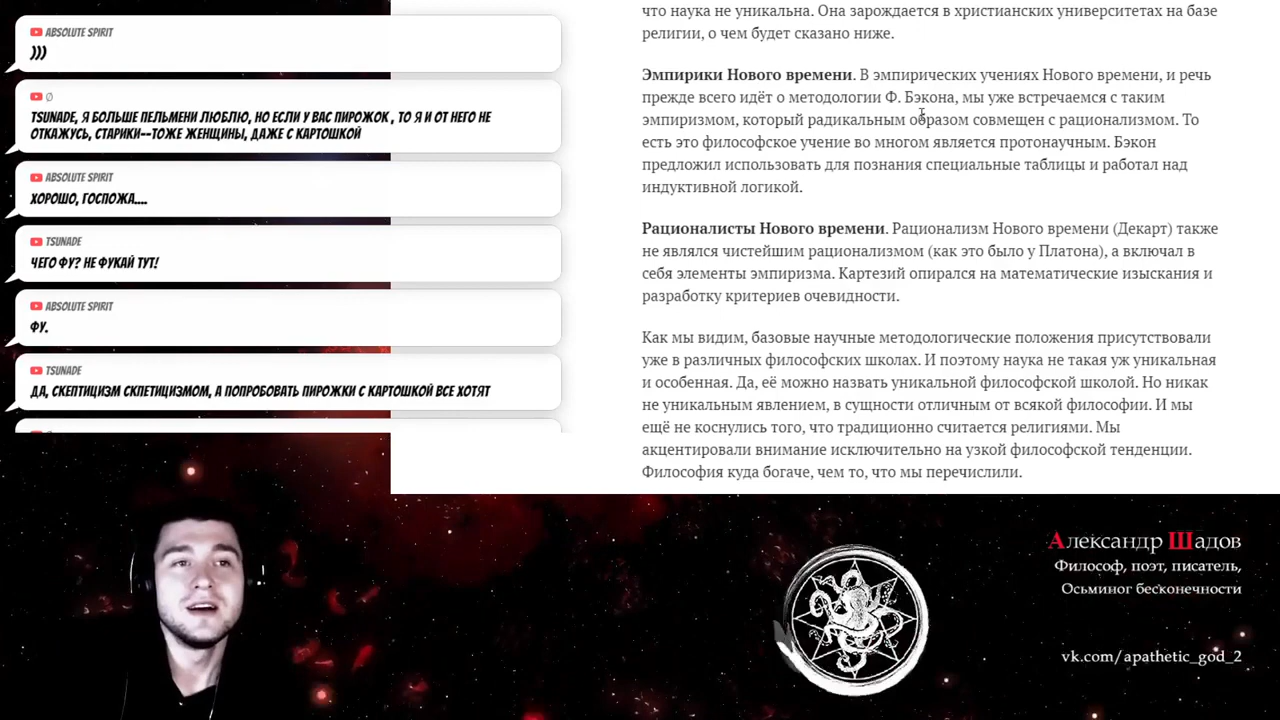 ABSOLUTE SPIRIT
)))
Ø
TSUNADE, Я БОЛЬШЕ ПЕЛЬМЕНИ ЛЮБЛЮ, НО ЕСЛИ У ВАС ПИРОЖОК , ТО Я И ОТ НЕГО НЕ
ОТКАЖУСЬ, СТАРИКИ--ТОЖЕ ЖЕНЩИНЫ, ДАЖЕ С КАРТОШКОЙ
ABSOLUTE SPIRIT
ХОРОШО, ГОСПОЖА....
TSUNADE
ЧЕГО ФУ? НЕ ФУКАЙ ТУТ!
ABSOLUTE SPIRIT
ФУ.
TSUNADE
ДА, СКЕПТИЦИЗМ СКПЕТИЦИЗМОМ, А ПОПРОБОВАТЬ ПИРОЖКИ С КАРТОШКОЙ ВСЕ ХОТЯТ
что наука не уникальна. Она зарождается в христианских университетах на базе
религии, о чем будет сказано ниже.
Эмпирики Нового времени. В эмпирических учениях Нового времени, и речь
прежде всего идёт о методологии Ф. Бэкона, мы уже встречаемся с таким
эмпиризмом, который радикальным образом совмещен с рационализмом. То
есть это философское учение во многом является протонаучным. Бэкон
предложил использовать для познания специальные таблицы и работал над
индуктивной логикой.
Рационалисты Нового времени. Рационализм Нового времени (Декарт) также
не являлся чистейшим рационализмом (как это было у Платона), а включал в
себя элементы эмпиризма. Картезий опирался на математические изыскания и
разработку критериев очевидности.
Как мы видим, базовые научные методологические положения присутствовали
уже в различных философских школах. И поэтому наука не такая уж уникальная
и особенная. Да, её можно назвать уникальной философской школой. Но никак
не уникальным явлением, в сущности отличным от всякой философии. И мы
ещё не коснулись того, что традиционно считается религиями. Мы
акцентировали внимание исключительно на узкой философской тенденции.
Философия куда богаче, чем то, что мы перечислили.
Александр Шадов
Философ, поэт, писатель,
Осьминог бесконечности
vk.com/apathetic_god_2